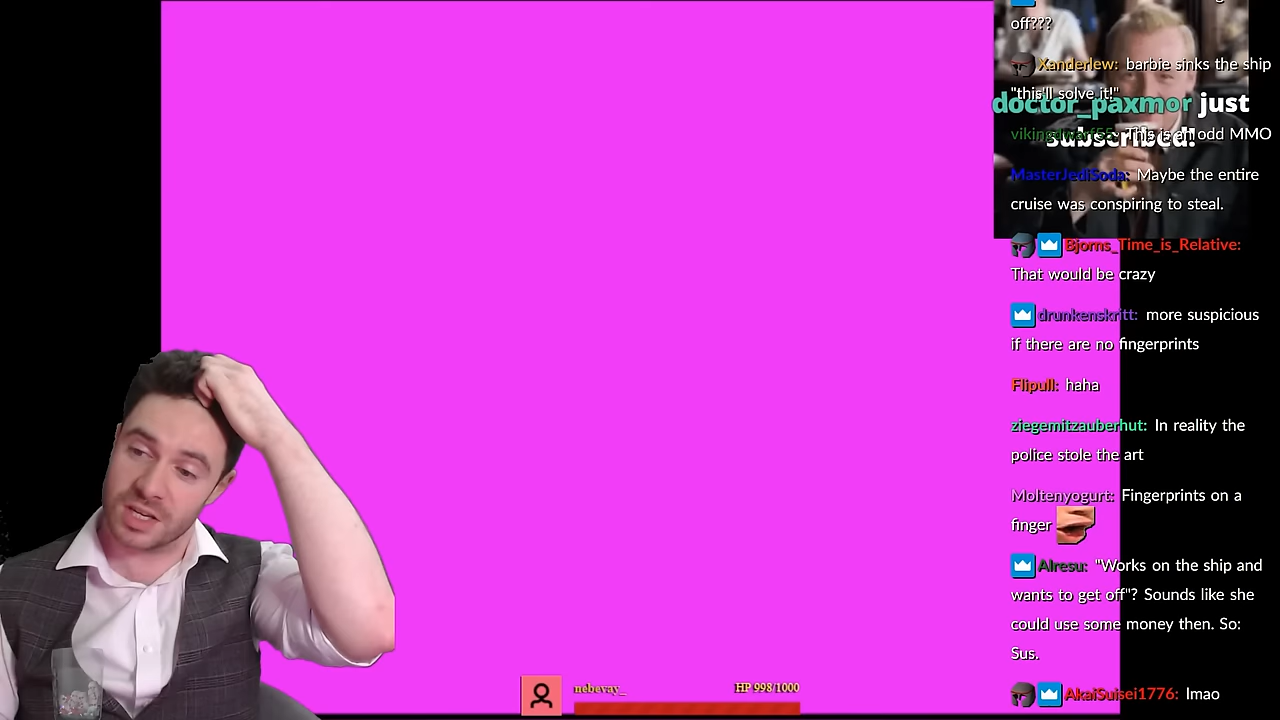 off???
Xanderlew: barbie sinks the ship
"this'll solve it!"
doctor_paxmor just
subscribed!
vikingdwarf55: This is an odd MMO
MasterJediSoda: Maybe the entire
cruise was conspiring to steal.
Bjorns_Time_is_Relative:
That would be crazy
drunkenskritt: more suspicious
if there are no fingerprints
Flipull: haha
ziegemitzauberhut: In reality the
police stole the art
Moltenyogurt: Fingerprints on a
finger
Alresu: "Works on the ship and
wants to get off"? Sounds like she
could use some money then. So:
Sus.
AkaiSuisei1776: lmao
nebevay_ HP 998/1000